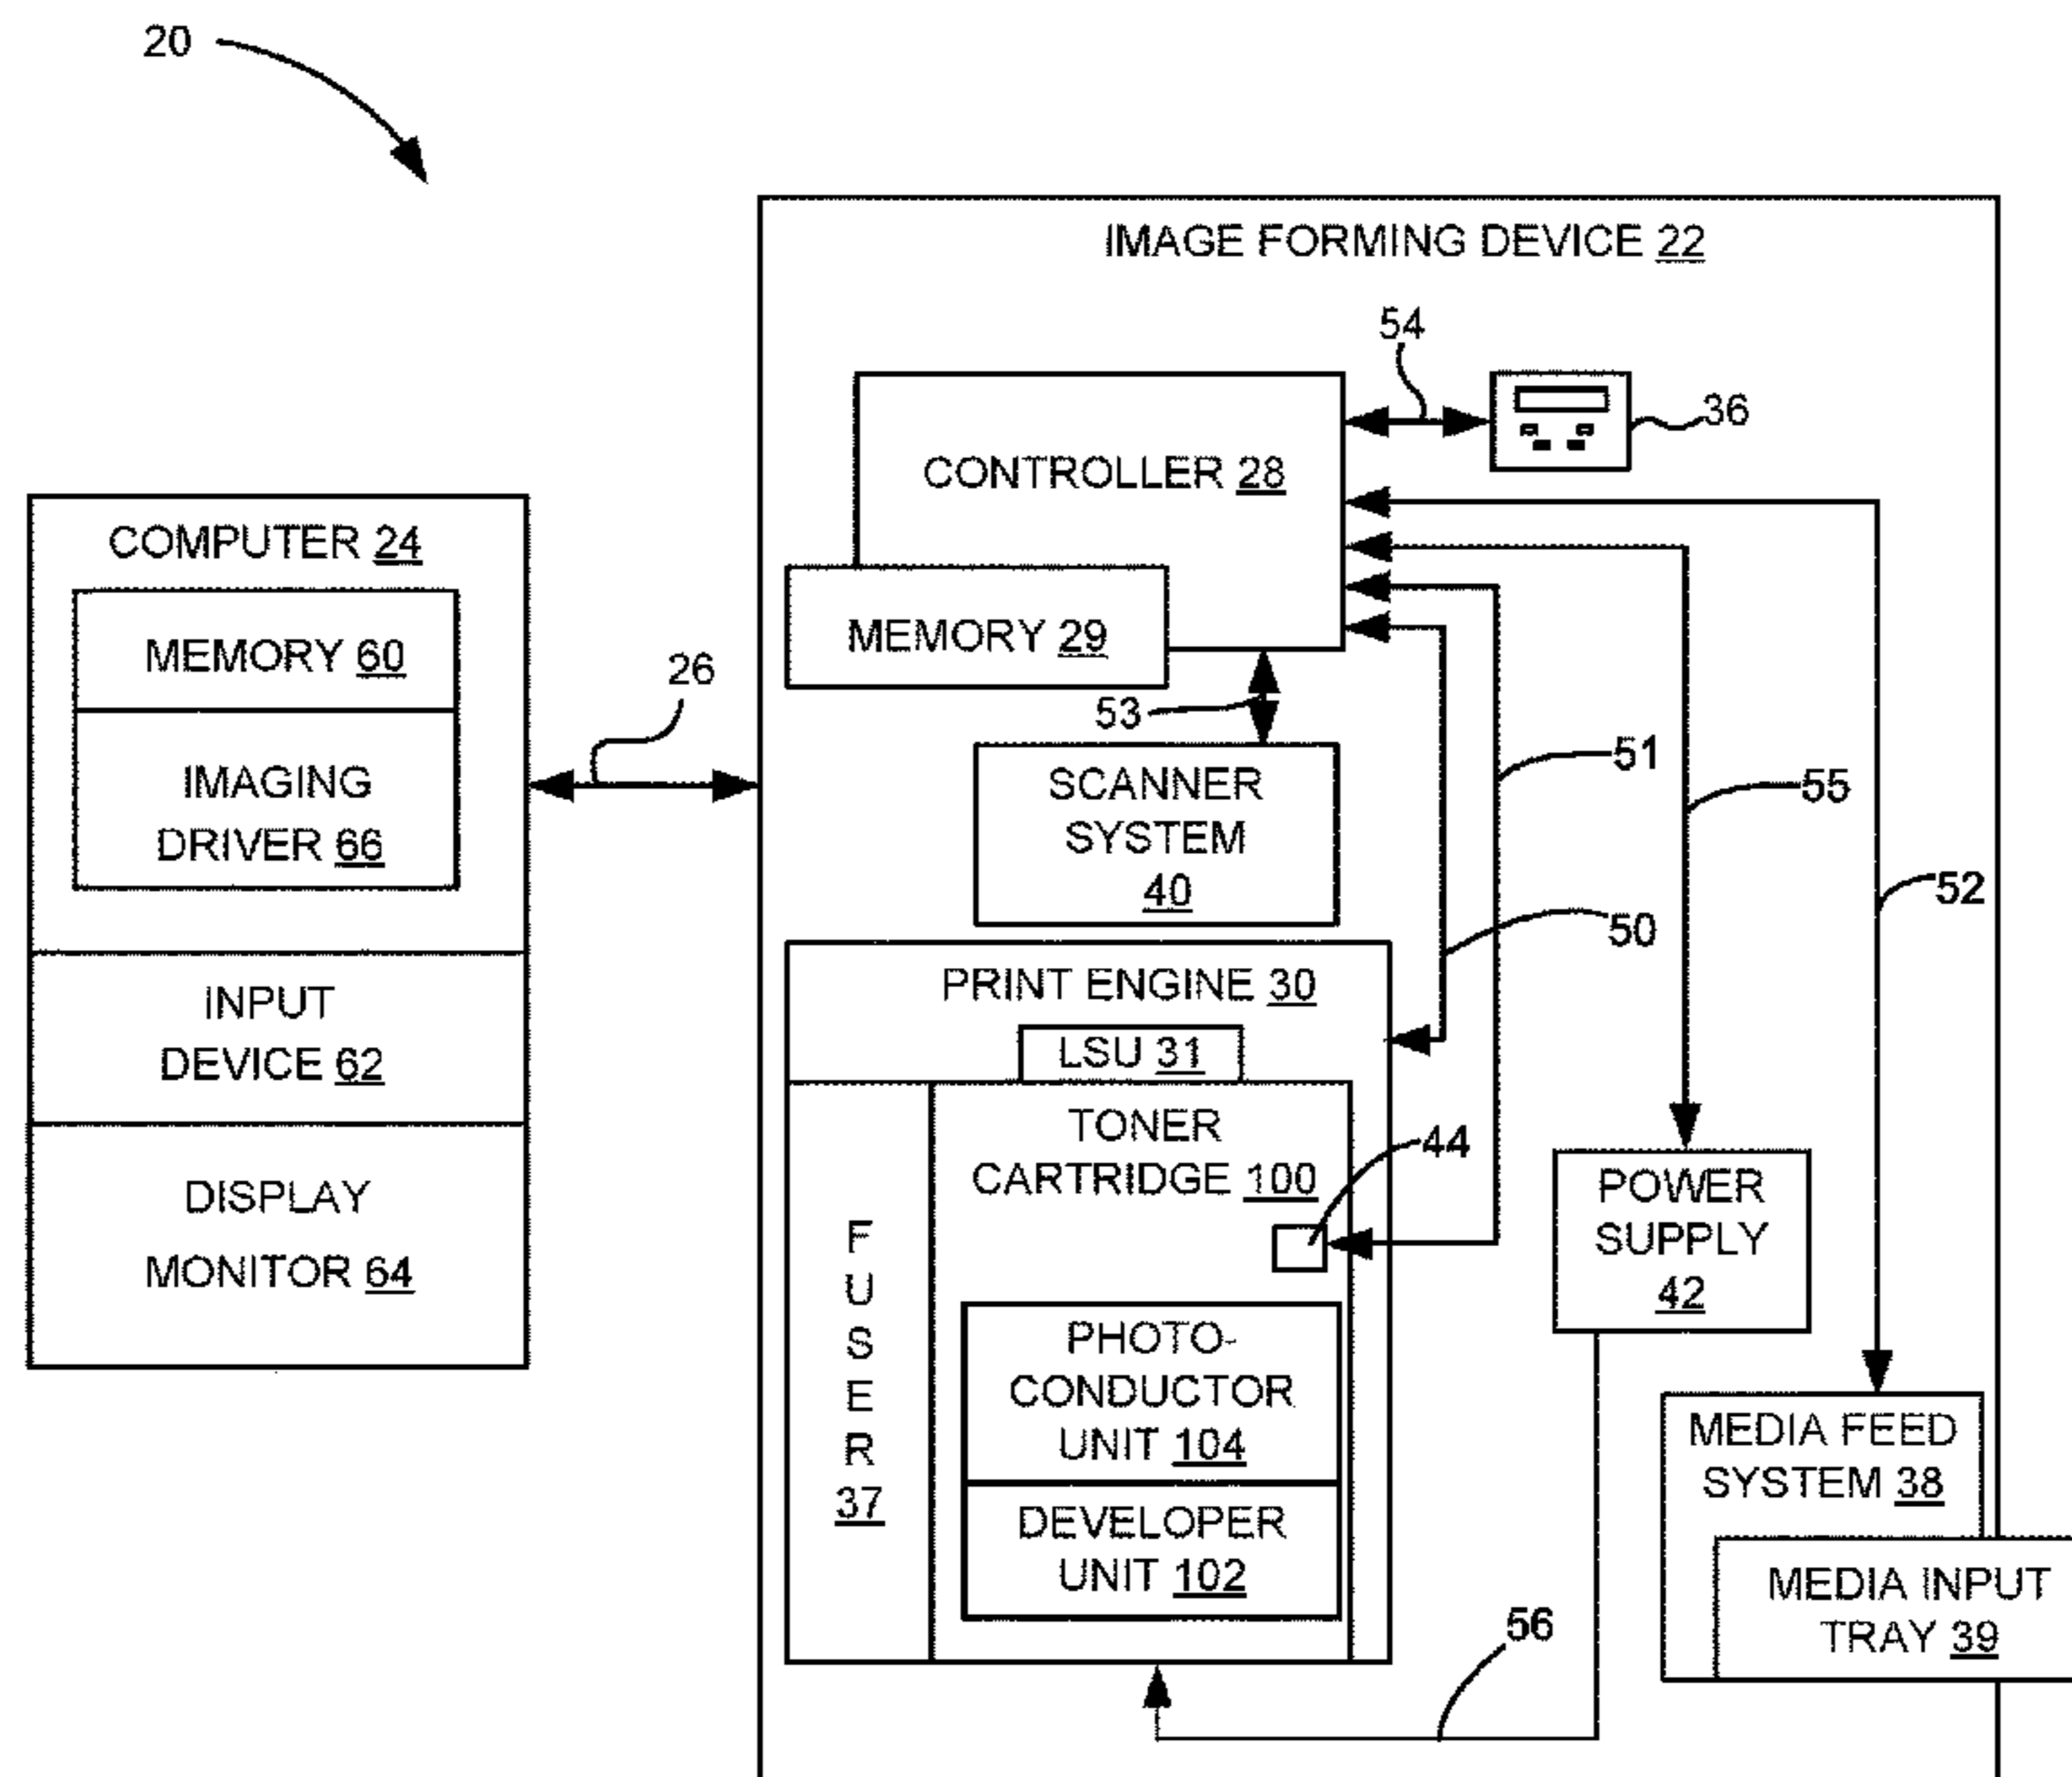 20
IMAGE FORMING DEVICE 22
54
36
CONTROLLER 28
MEMORY 29
53
COMPUTER 24
MEMORY 60
IMAGING
DRIVER 66
26
INPUT
DEVICE 62
DISPLAY
MONITOR 64
SCANNER
SYSTEM
40
51
55
52
50
PRINT ENGINE 30
LSU 31
TONER
CARTRIDGE 100
44
F
U
S
E
R
37
PHOTO-
CONDUCTOR
UNIT 104
DEVELOPER
UNIT 102
POWER
SUPPLY
42
MEDIA FEED
SYSTEM 38
MEDIA INPUT
TRAY 39
56